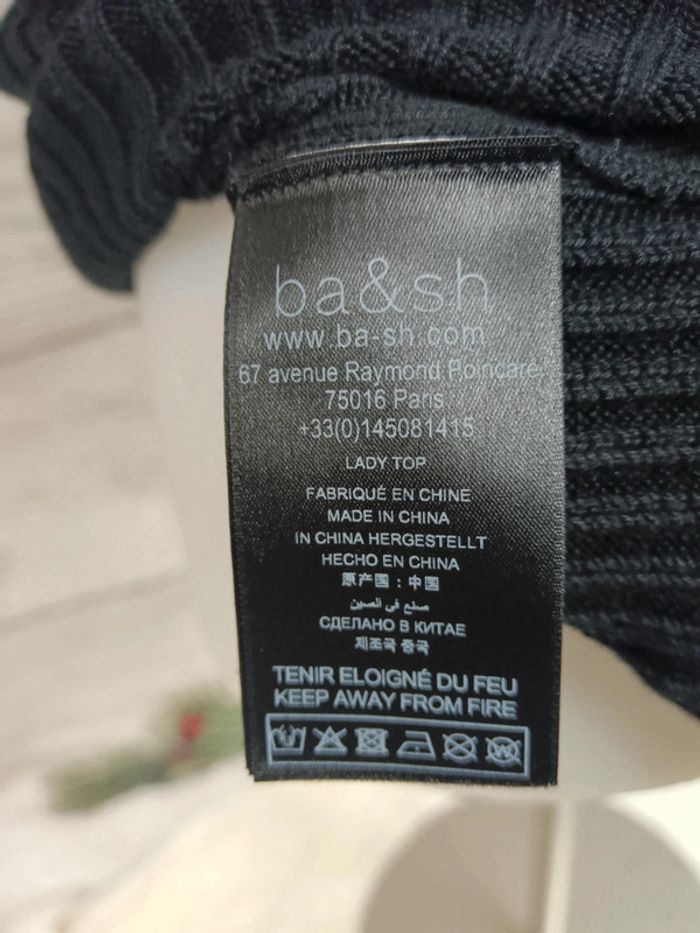 ba&sh
www.ba-sh.com
67 avenue Raymond Poincaré
75016 Paris
+33(0)145081415
LADY TOP
FABRIQUÉ EN CHINE
MADE IN CHINA
IN CHINA HERGESTELLT
HECHO EN CHINA
原产国：中国
صنع في الصين
СДЕЛАНО В КИТАЕ
제조국 중국
TENIR ELOIGNÉ DU FEU
KEEP AWAY FROM FIRE